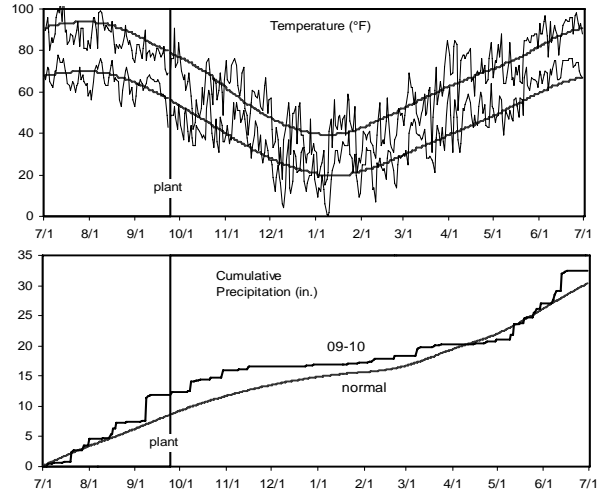 Temperature (°F)
100
80
60
40
20
0
plant
7/1 8/1 9/1 10/1 11/1 12/1 1/1 2/1 3/1 4/1 5/1 6/1 7/1
Cumulative
Precipitation (in.)
35
30
25
20
15
10
5
0
09-10
normal
plant
7/1 8/1 9/1 10/1 11/1 12/1 1/1 2/1 3/1 4/1 5/1 6/1 7/1